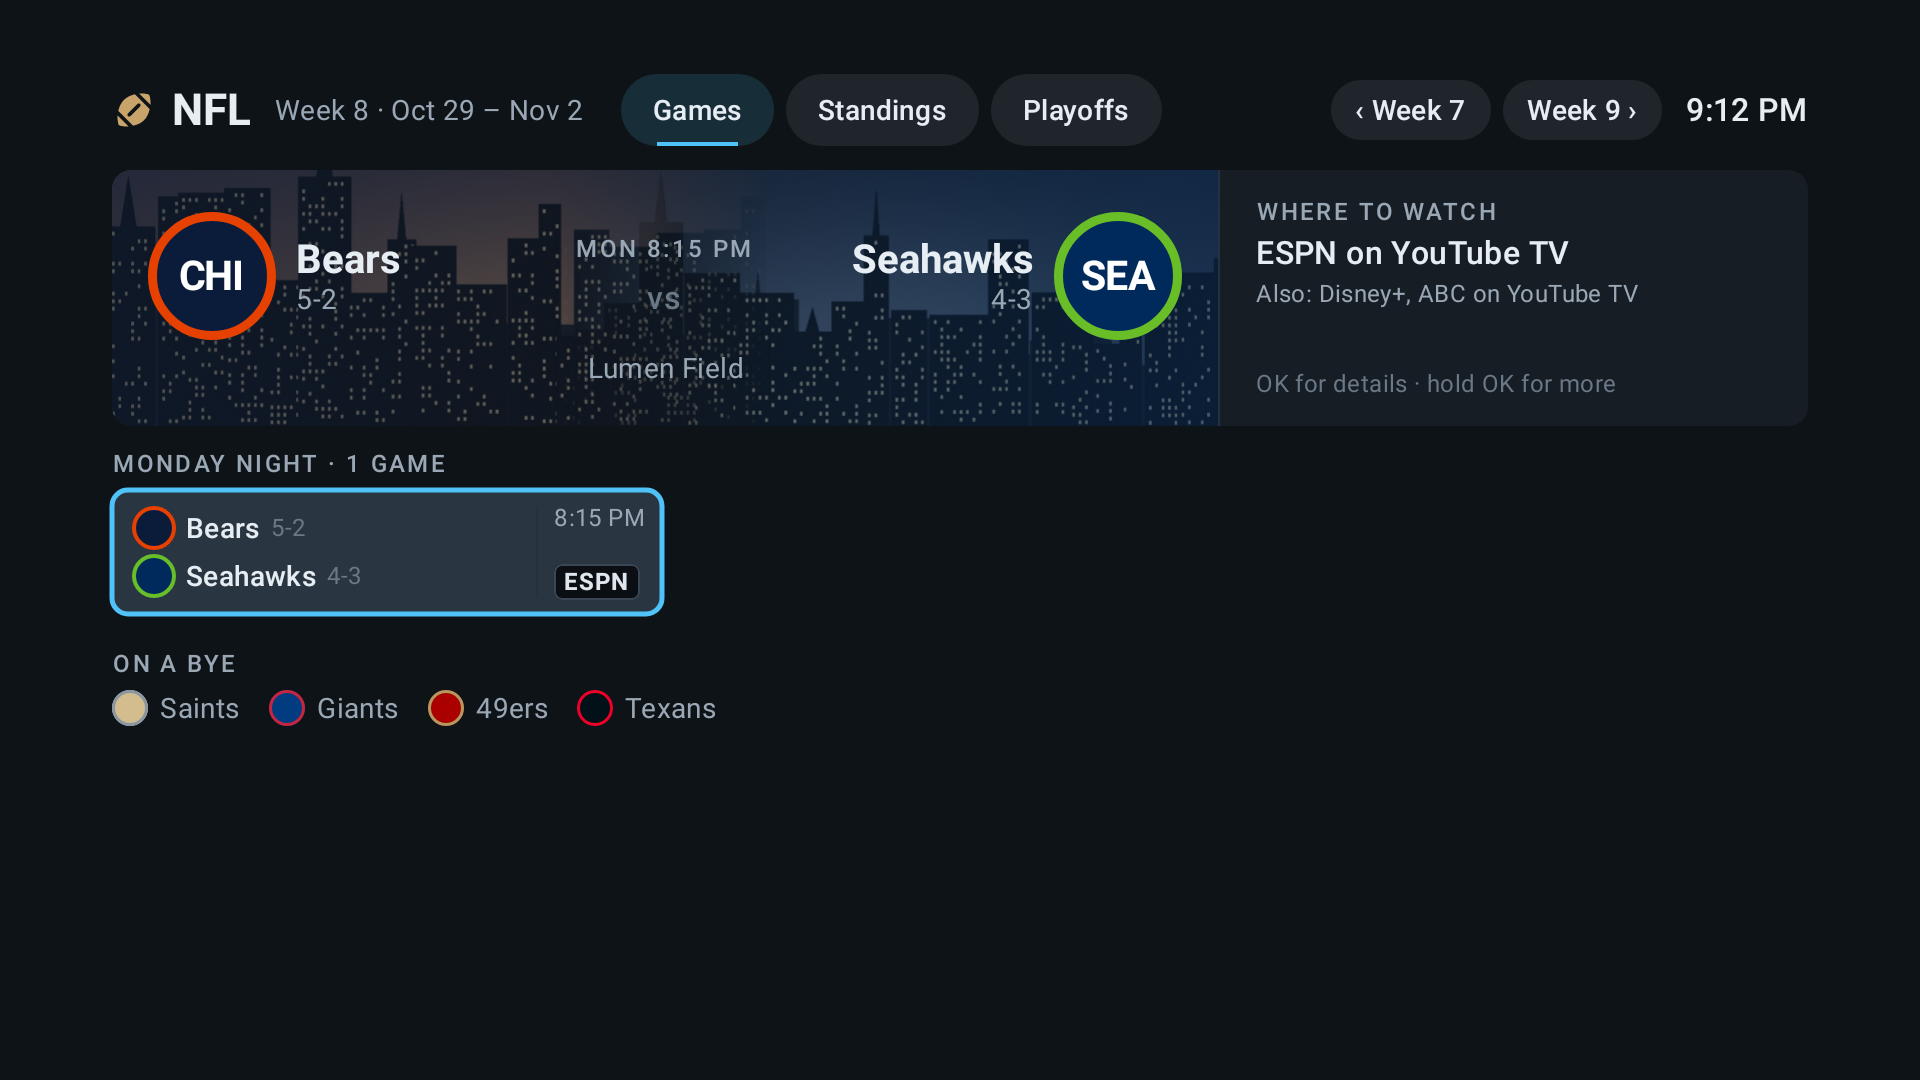 NFL Week 8 · Oct 29 – Nov 2 Games Standings Playoffs ‹ Week 7 Week 9 › 9:12 PM
CHI
Bears
5-2
MON 8:15 PM
VS
Lumen Field
Seahawks
4-3
SEA
WHERE TO WATCH
ESPN on YouTube TV
Also: Disney+, ABC on YouTube TV
OK for details · hold OK for more
MONDAY NIGHT · 1 GAME
Bears 5-2
Seahawks 4-3
8:15 PM
ESPN
ON A BYE
Saints Giants 49ers Texans